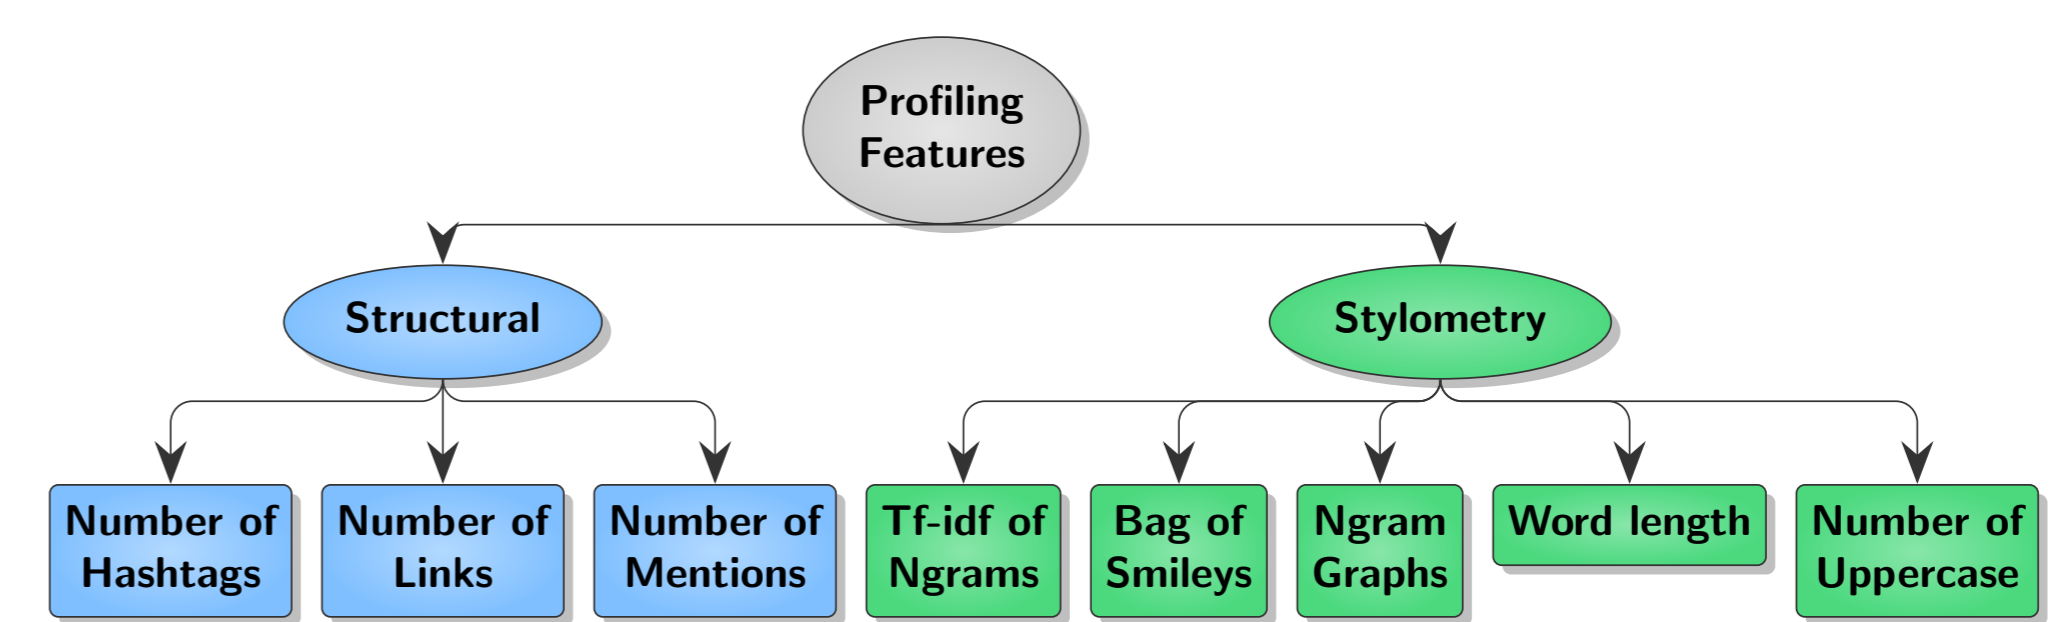 Profiling
Features
Structural
Stylometry
Number of
Hashtags
Number of
Links
Number of
Mentions
Tf-idf of
Ngrams
Bag of
Smileys
Ngram
Graphs
Word length
Number of
Uppercase